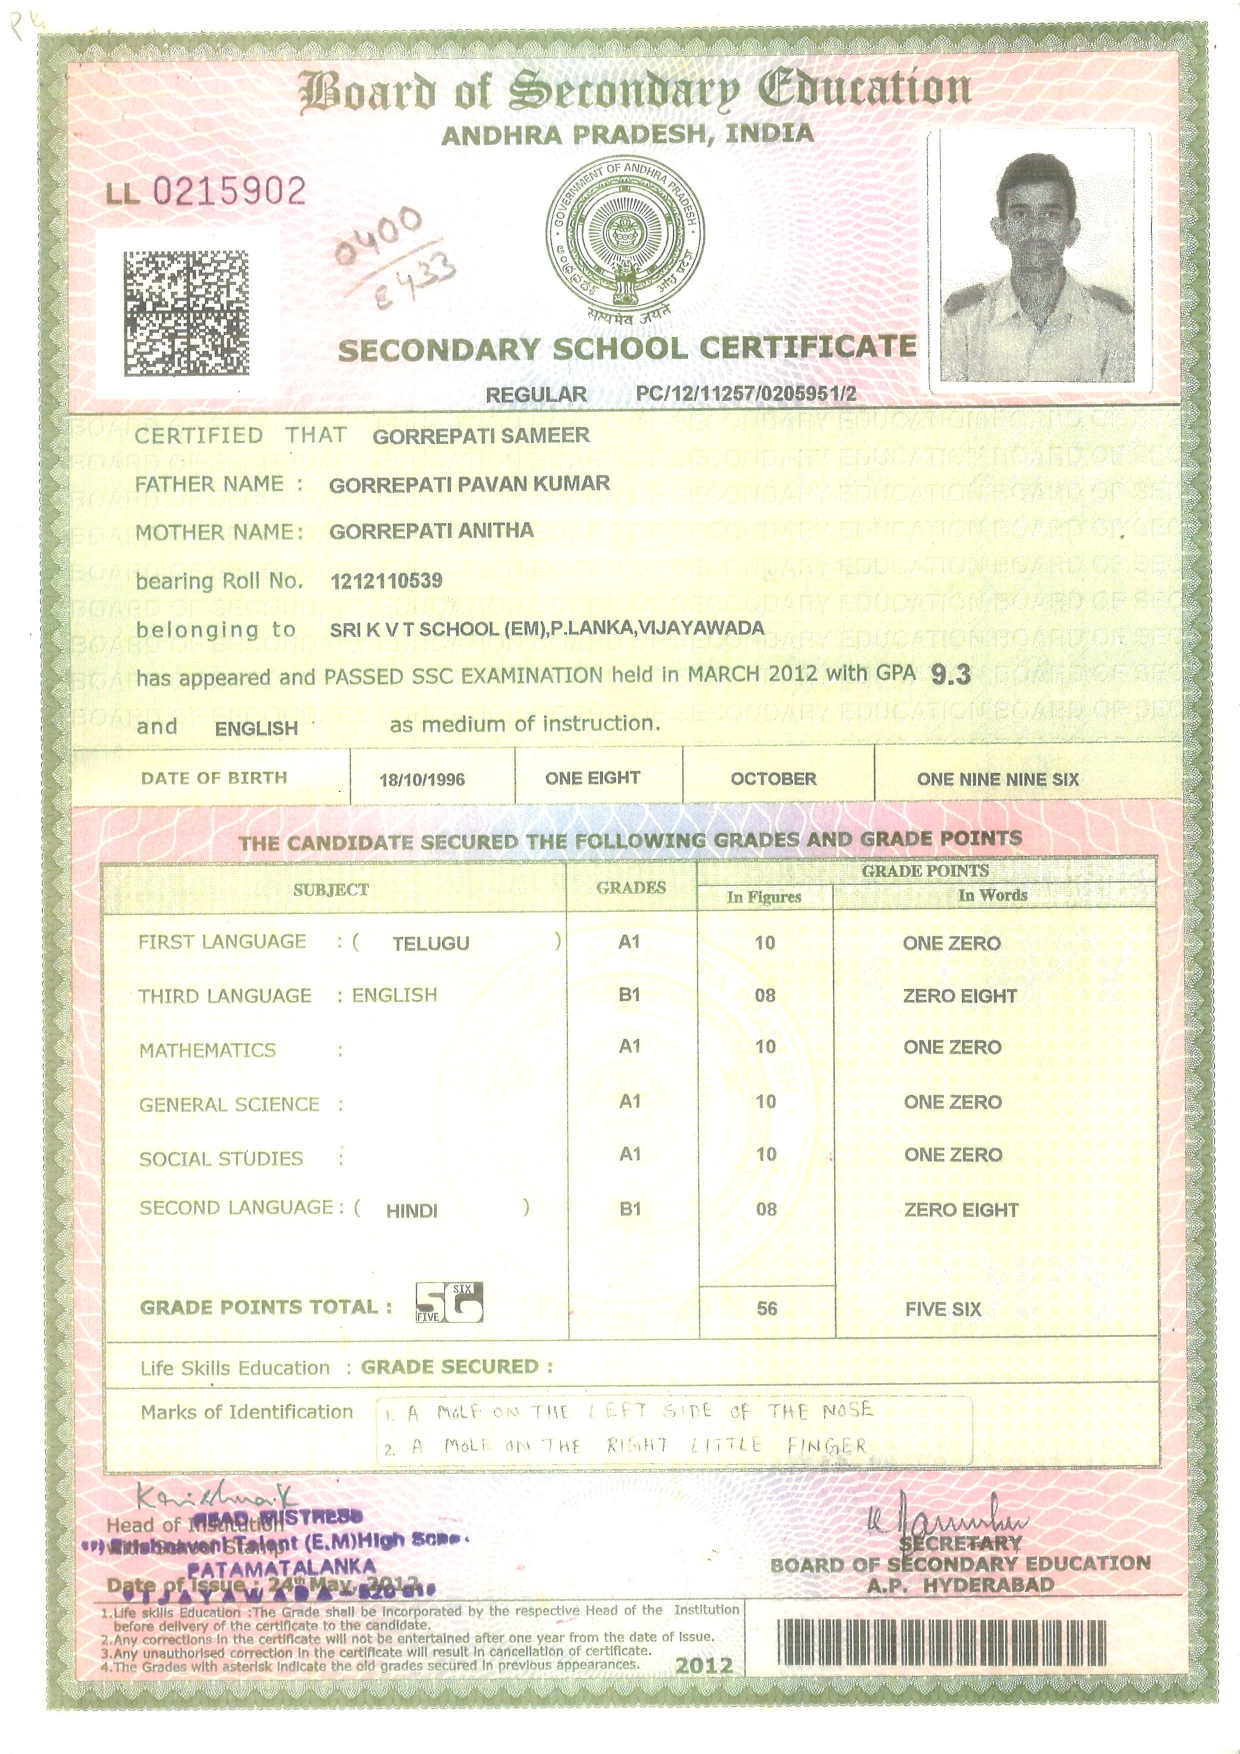 Board of Secondary Education
ANDHRA PRADESH, INDIA
LL 0215902
0400
E433
GOVERNMENT OF ANDHRA PRADESH
सत्यमेव जयते
SECONDARY SCHOOL CERTIFICATE
REGULAR PC/12/11257/0205951/2
CERTIFIED THAT GORREPATI SAMEER
FATHER NAME : GORREPATI PAVAN KUMAR
MOTHER NAME: GORREPATI ANITHA
bearing Roll No. 1212110539
belonging to SRI K V T SCHOOL (EM),P.LANKA,VIJAYAWADA
has appeared and PASSED SSC EXAMINATION held in MARCH 2012 with GPA 9.3
and ENGLISH as medium of instruction.
DATE OF BIRTH 18/10/1996 ONE EIGHT OCTOBER ONE NINE NINE SIX
THE CANDIDATE SECURED THE FOLLOWING GRADES AND GRADE POINTS
SUBJECT GRADES GRADE POINTS
In Figures In Words
FIRST LANGUAGE : ( TELUGU ) A1 10 ONE ZERO
THIRD LANGUAGE : ENGLISH B1 08 ZERO EIGHT
MATHEMATICS : A1 10 ONE ZERO
GENERAL SCIENCE : A1 10 ONE ZERO
SOCIAL STUDIES : A1 10 ONE ZERO
SECOND LANGUAGE : ( HINDI ) B1 08 ZERO EIGHT
GRADE POINTS TOTAL : 56 FIVE SIX 56 FIVE SIX
Life Skills Education : GRADE SECURED :
Marks of Identification 1. A MOLE ON THE LEFT SIDE OF THE NOSE
2. A MOLE ON THE RIGHT LITTLE FINGER
HEAD MISTRESS
Head of Institution
Talent (E.M) High
PATAMATALANKA
Date of Issue : 24th May, 2012
VIJAYAWADA
SECRETARY
BOARD OF SECONDARY EDUCATION
A.P. HYDERABAD
1.Life skills Education :The Grade shall be incorporated by the respective Head of the Institution
before delivery of the certificate to the candidate.
2.Any corrections in the certificate will not be entertained after one year from the date of issue.
3.Any unauthorised correction in the certificate will result in cancellation of certificate.
4.The Grades with asterisk indicate the old grades secured in previous appearances. 2012